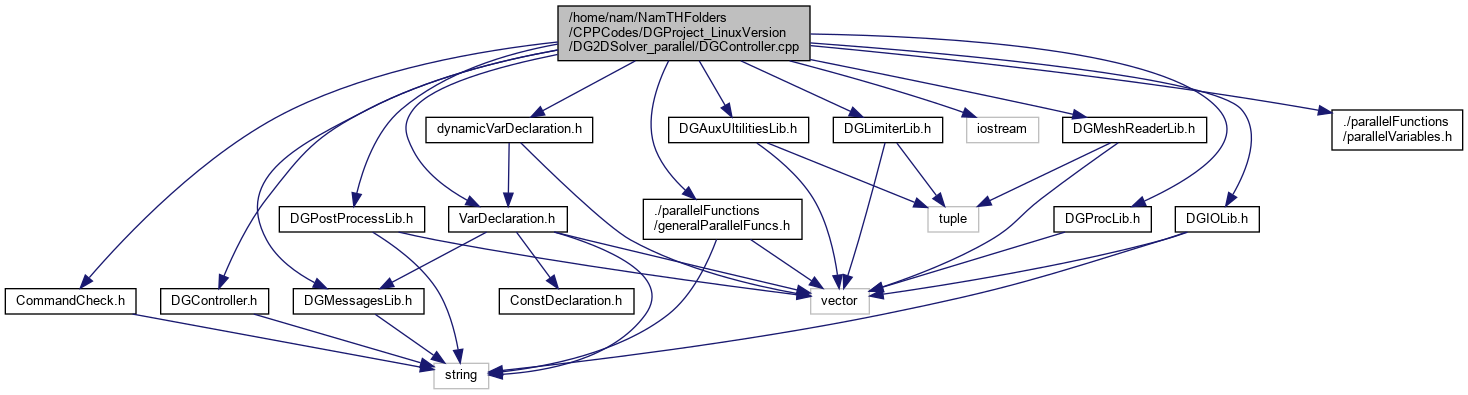 /home/nam/NamTHFolders
/CPPCodes/DGProject_LinuxVersion
/DG2DSolver_parallel/DGController.cpp
dynamicVarDeclaration.h
DGAuxUltilitiesLib.h
DGLimiterLib.h
iostream
DGMeshReaderLib.h
./parallelFunctions
/parallelVariables.h
DGPostProcessLib.h
VarDeclaration.h
./parallelFunctions
/generalParallelFuncs.h
tuple
DGProcLib.h
DGIOLib.h
CommandCheck.h
DGController.h
DGMessagesLib.h
ConstDeclaration.h
vector
string